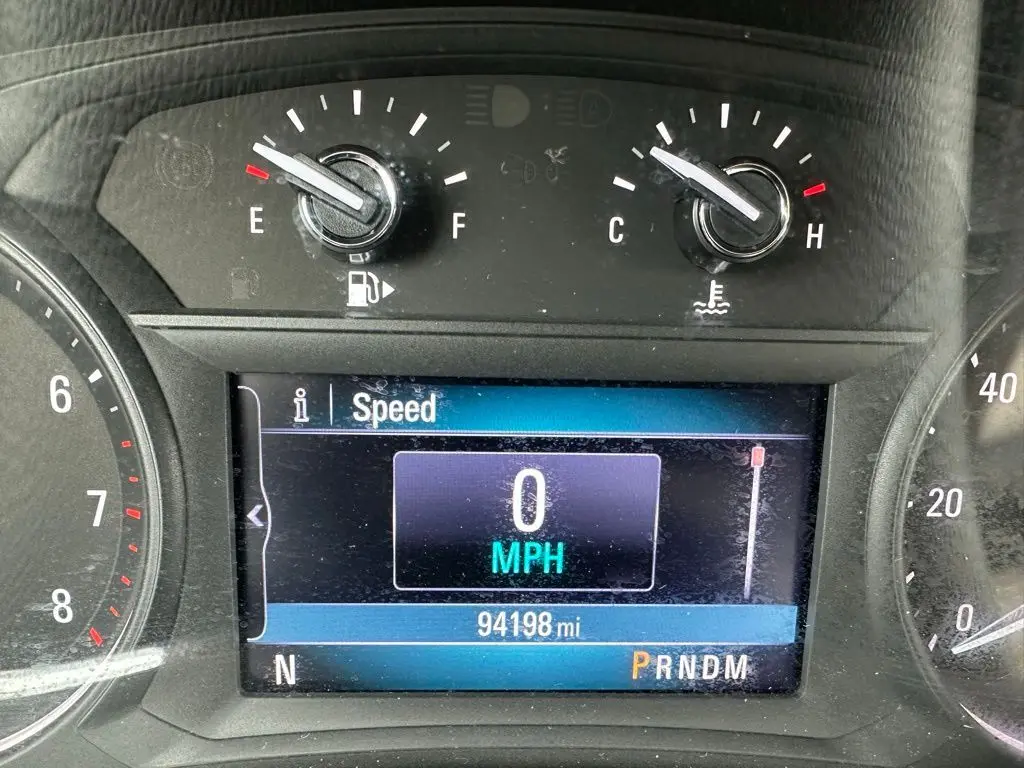 E F
C H
6
7
8
i Speed
0
MPH
94198 mi
N PRNDM
40
20
0